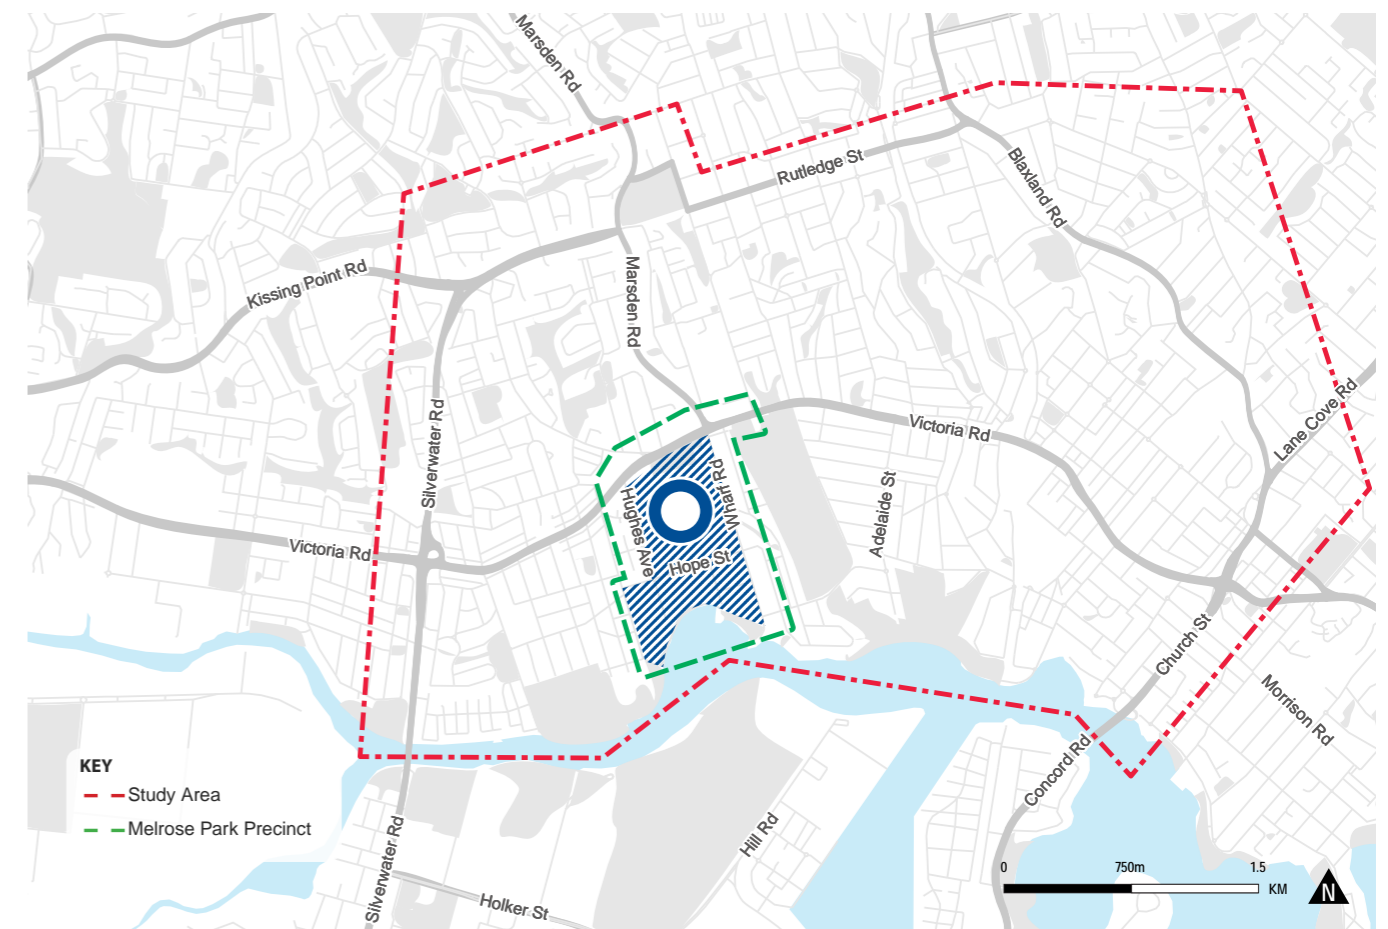 Marsden Rd
Rutledge St
Blaxland Rd
Kissing Point Rd
Marsden Rd
Lane Cove Rd
Silverwater Rd
Victoria Rd
Wharf Rd
Hughes Ave
Adelaide St
Victoria Rd
Hope St
Church St
Morrison Rd
KEY
Study Area
Melrose Park Precinct
Concord Rd
Hill Rd
Silverwater Rd
Holker St
0 750m 1.5
KM
N